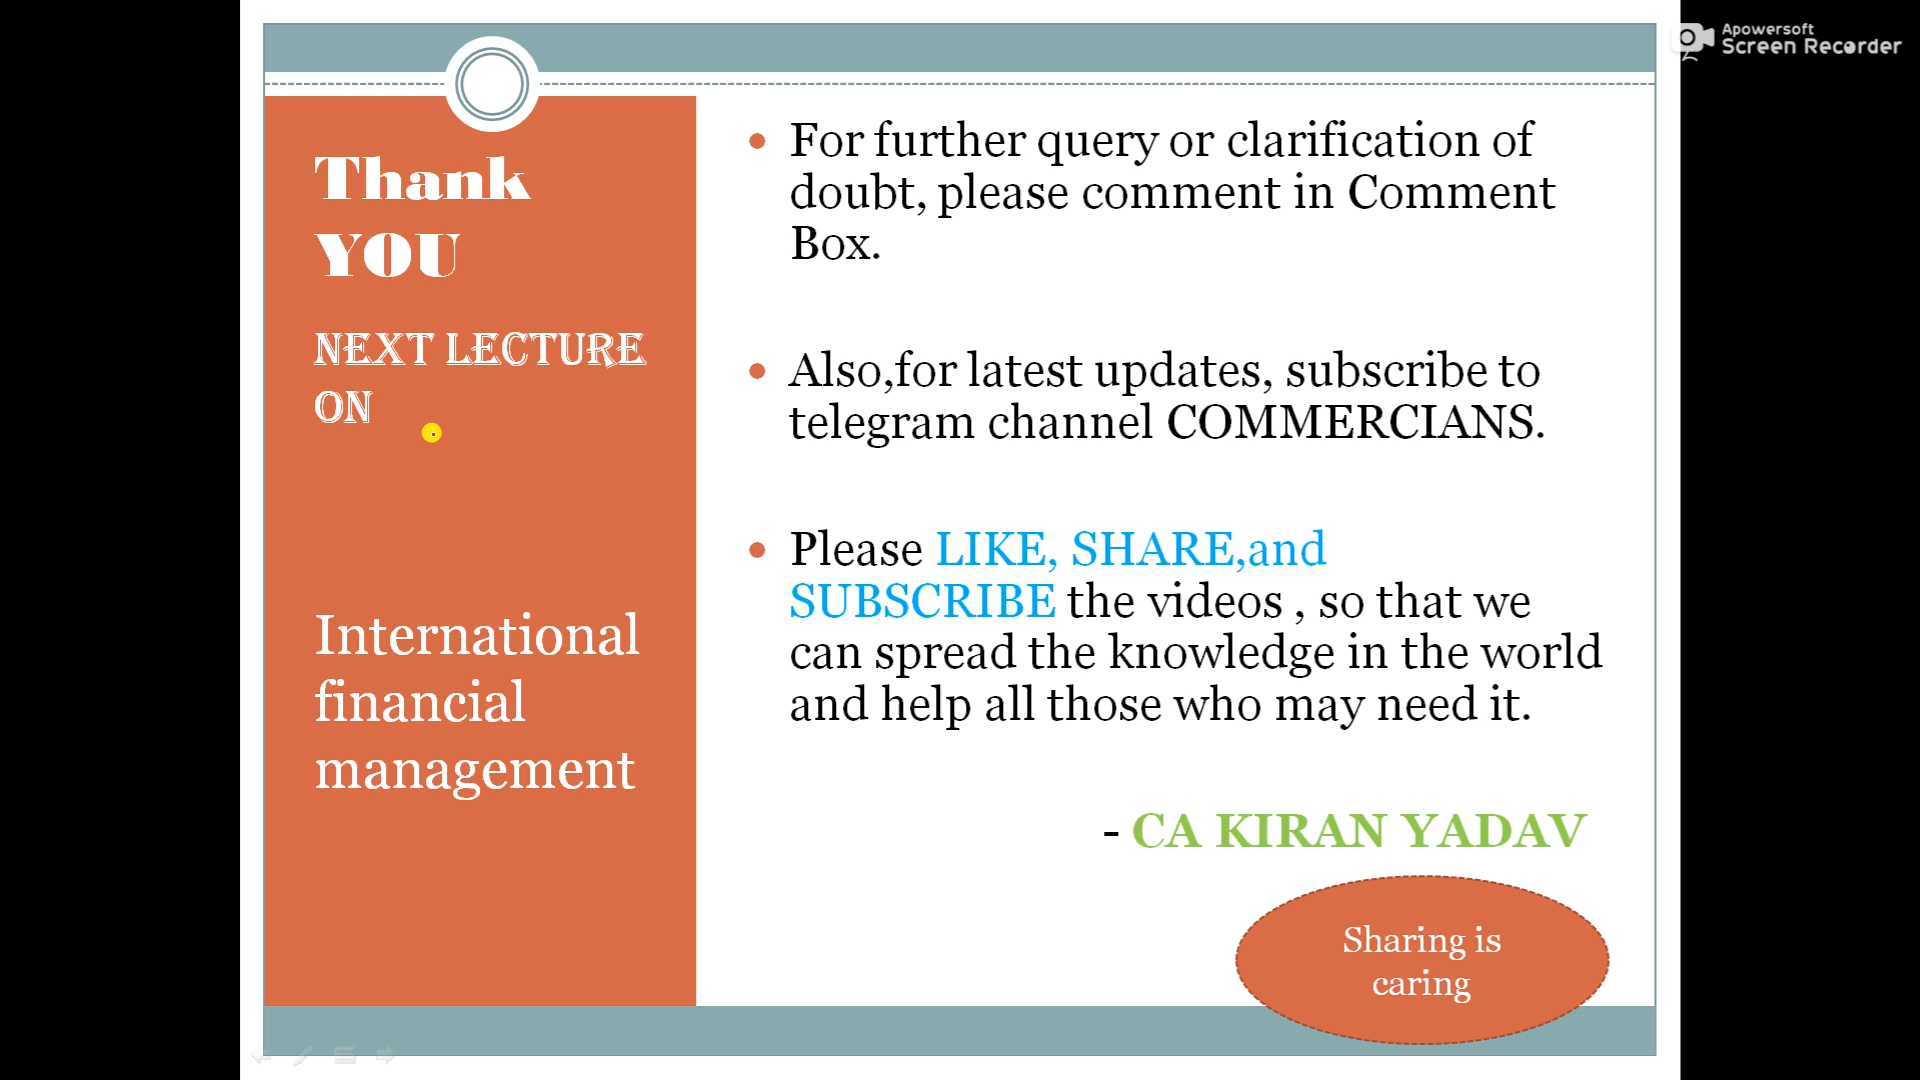 Apowersoft
Screen Recorder
Thank
YOU
NEXT LECTURE
ON
International
financial
management
For further query or clarification of
doubt, please comment in Comment
Box.
Also,for latest updates, subscribe to
telegram channel COMMERCIANS.
Please LIKE, SHARE,and
SUBSCRIBE the videos , so that we
can spread the knowledge in the world
and help all those who may need it.
- CA KIRAN YADAV
Sharing is
caring